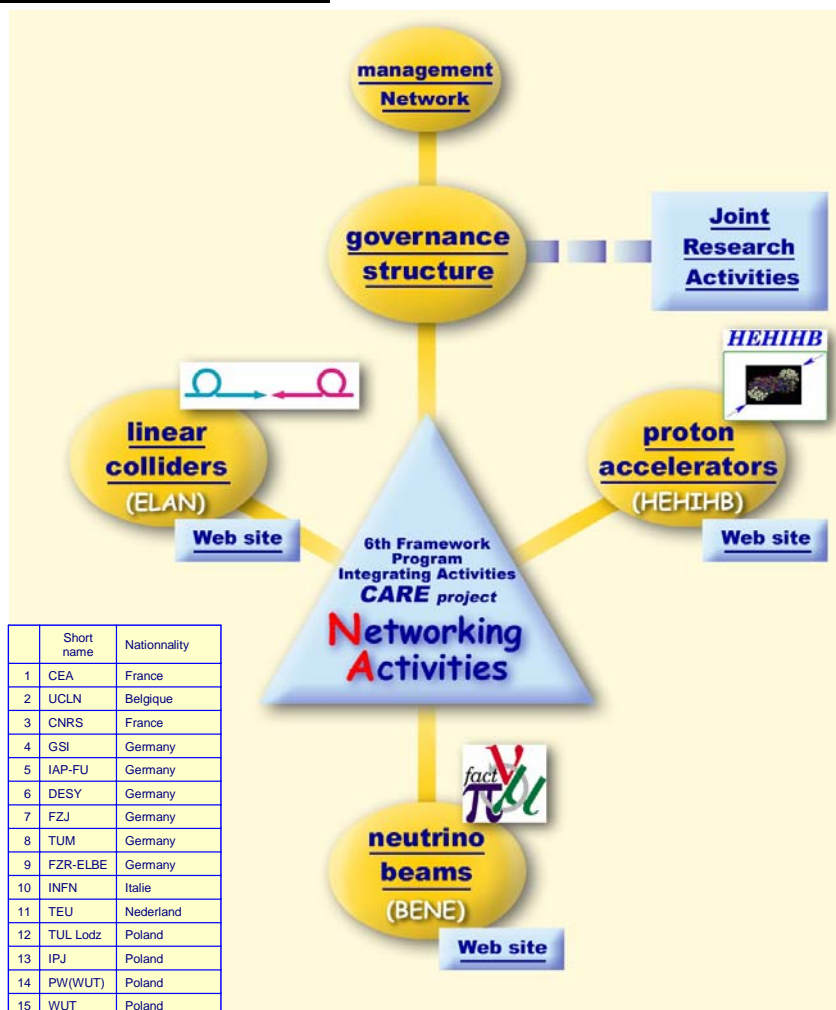 management
Network
governance
structure
Joint
Research
Activities
HEHIHB
linear
colliders
(ELAN)
Web site
proton
accelerators
(HEHIHB)
Web site
6th Framework
Program
Integrating Activities
CARE project
Networking
Activities
fact
πνμ
neutrino
beams
(BENE)
Web site
Short name Nationnality
1 CEA France
2 UCLN Belgique
3 CNRS France
4 GSI Germany
5 IAP-FU Germany
6 DESY Germany
7 FZJ Germany
8 TUM Germany
9 FZR-ELBE Germany
10 INFN Italie
11 TEU Nederland
12 TUL Lodz Poland
13 IPJ Poland
14 PW(WUT) Poland
15 WUT Poland